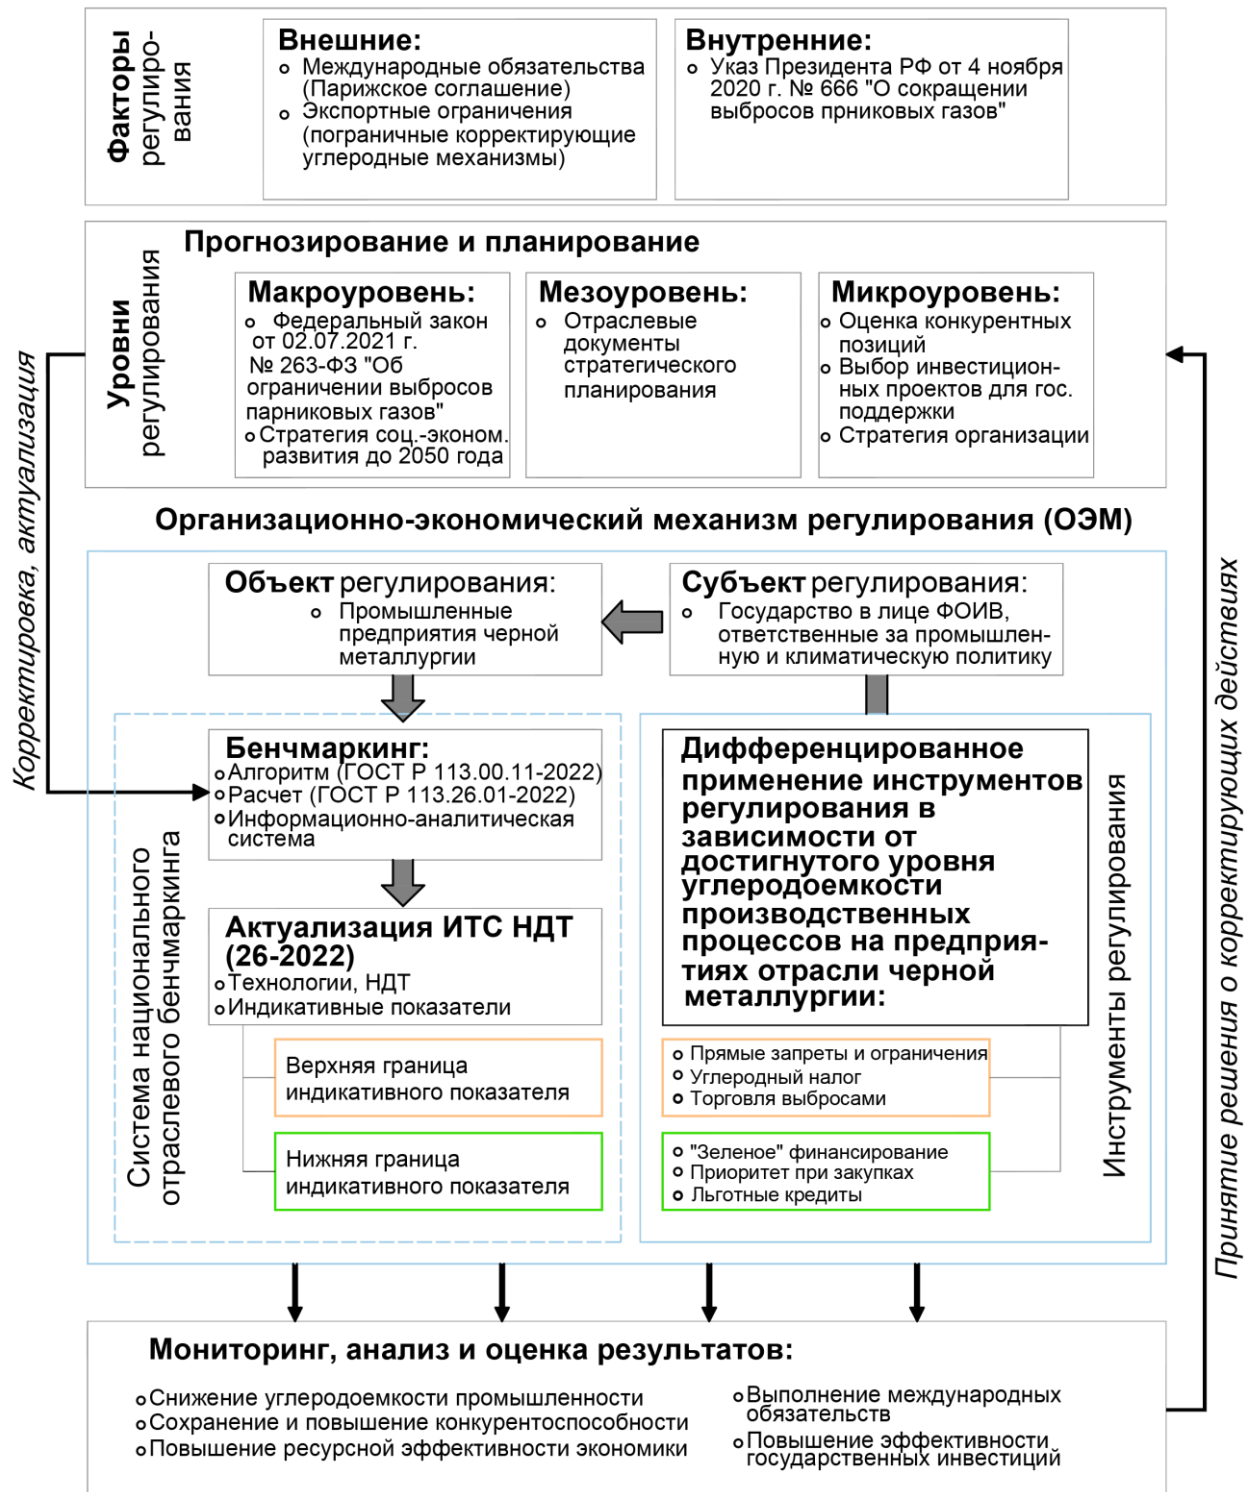 Факторы
регулиро-
вания
Внешние:
Международные обязательства
(Парижское соглашение)
Экспортные ограничения
(пограничные корректирующие
углеродные механизмы)
Внутренние:
Указ Президента РФ от 4 ноября
2020 г. № 666 "О сокращении
выбросов прниковых газов"
Уровни
регулирования
Прогнозирование и планирование
Макроуровень:
Федеральный закон
от 02.07.2021 г.
№ 263-ФЗ "Об
ограничении выбросов
парниковых газов"
Стратегия соц.-эконом.
развития до 2050 года
Мезоуровень:
Отраслевые
документы
стратегического
планирования
Микроуровень:
Оценка конкурентных
позиций
Выбор инвестицион-
ных проектов для гос.
поддержки
Стратегия организации
Корректировка, актуализация
Организационно-экономический механизм регулирования (ОЭМ)
Объект регулирования:
Промышленные
предприятия черной
металлургии
Субъект регулирования:
Государство в лице ФОИВ,
ответственные за промышлен-
ную и климатическую политику
Система национального
отраслевого бенчмаркинга
Бенчмаркинг:
Алгоритм (ГОСТ Р 113.00.11-2022)
Расчет (ГОСТ Р 113.26.01-2022)
Информационно-аналитическая
система
Актуализация ИТС НДТ
(26-2022)
Технологии, НДТ
Индикативные показатели
Верхняя граница
индикативного показателя
Нижняя граница
индикативного показателя
Дифференцированное
применение инструментов
регулирования в
зависимости от
достигнутого уровня
углеродоемкости
производственных
процессов на предприя-
тиях отрасли черной
металлургии:
Прямые запреты и ограничения
Углеродный налог
Торговля выбросами
"Зеленое" финансирование
Приоритет при закупках
Льготные кредиты
Инструменты регулирования
Принятие решения о корректирующих действиях
Мониторинг, анализ и оценка результатов:
Снижение углеродоемкости промышленности
Сохранение и повышение конкурентоспособности
Повышение ресурсной эффективности экономики
Выполнение международных
обязательств
Повышение эффективности
государственных инвестиций